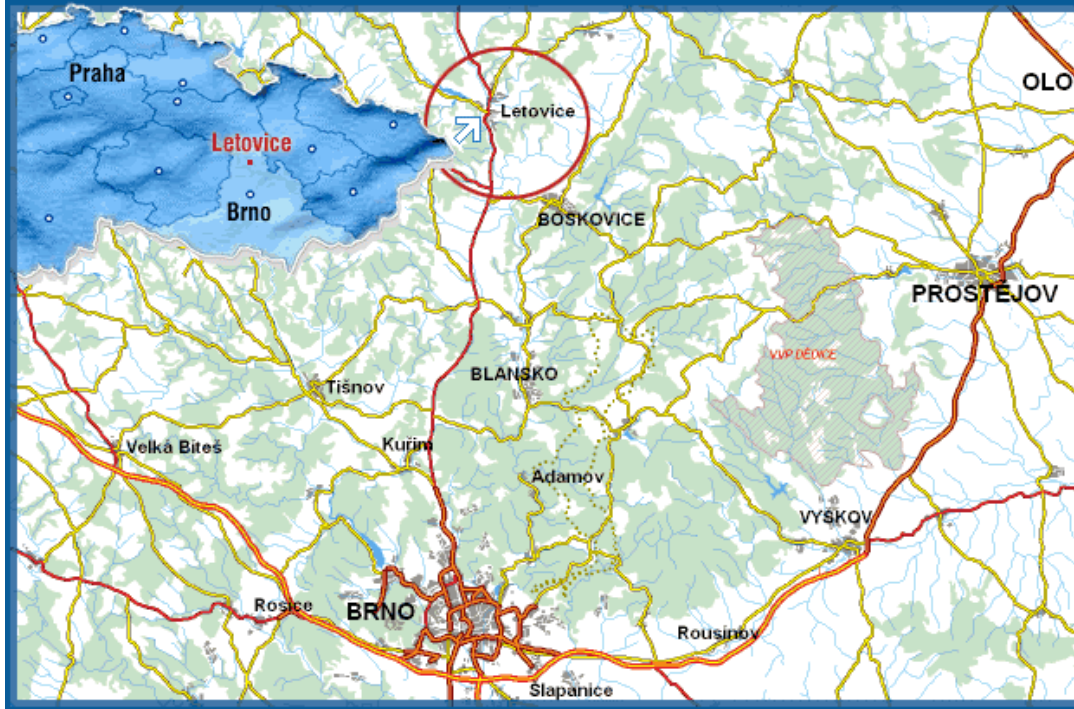 Praha
OLO
Letovice
Letovice
Brno
BOSKOVICE
PROSTĚJOV
VVP DĚDICE
BLANSKO
Tišnov
Velká Biteš
Kuřim
Adamov
VYŠKOV
Rosice
BRNO
Rousínov
Šlapanice